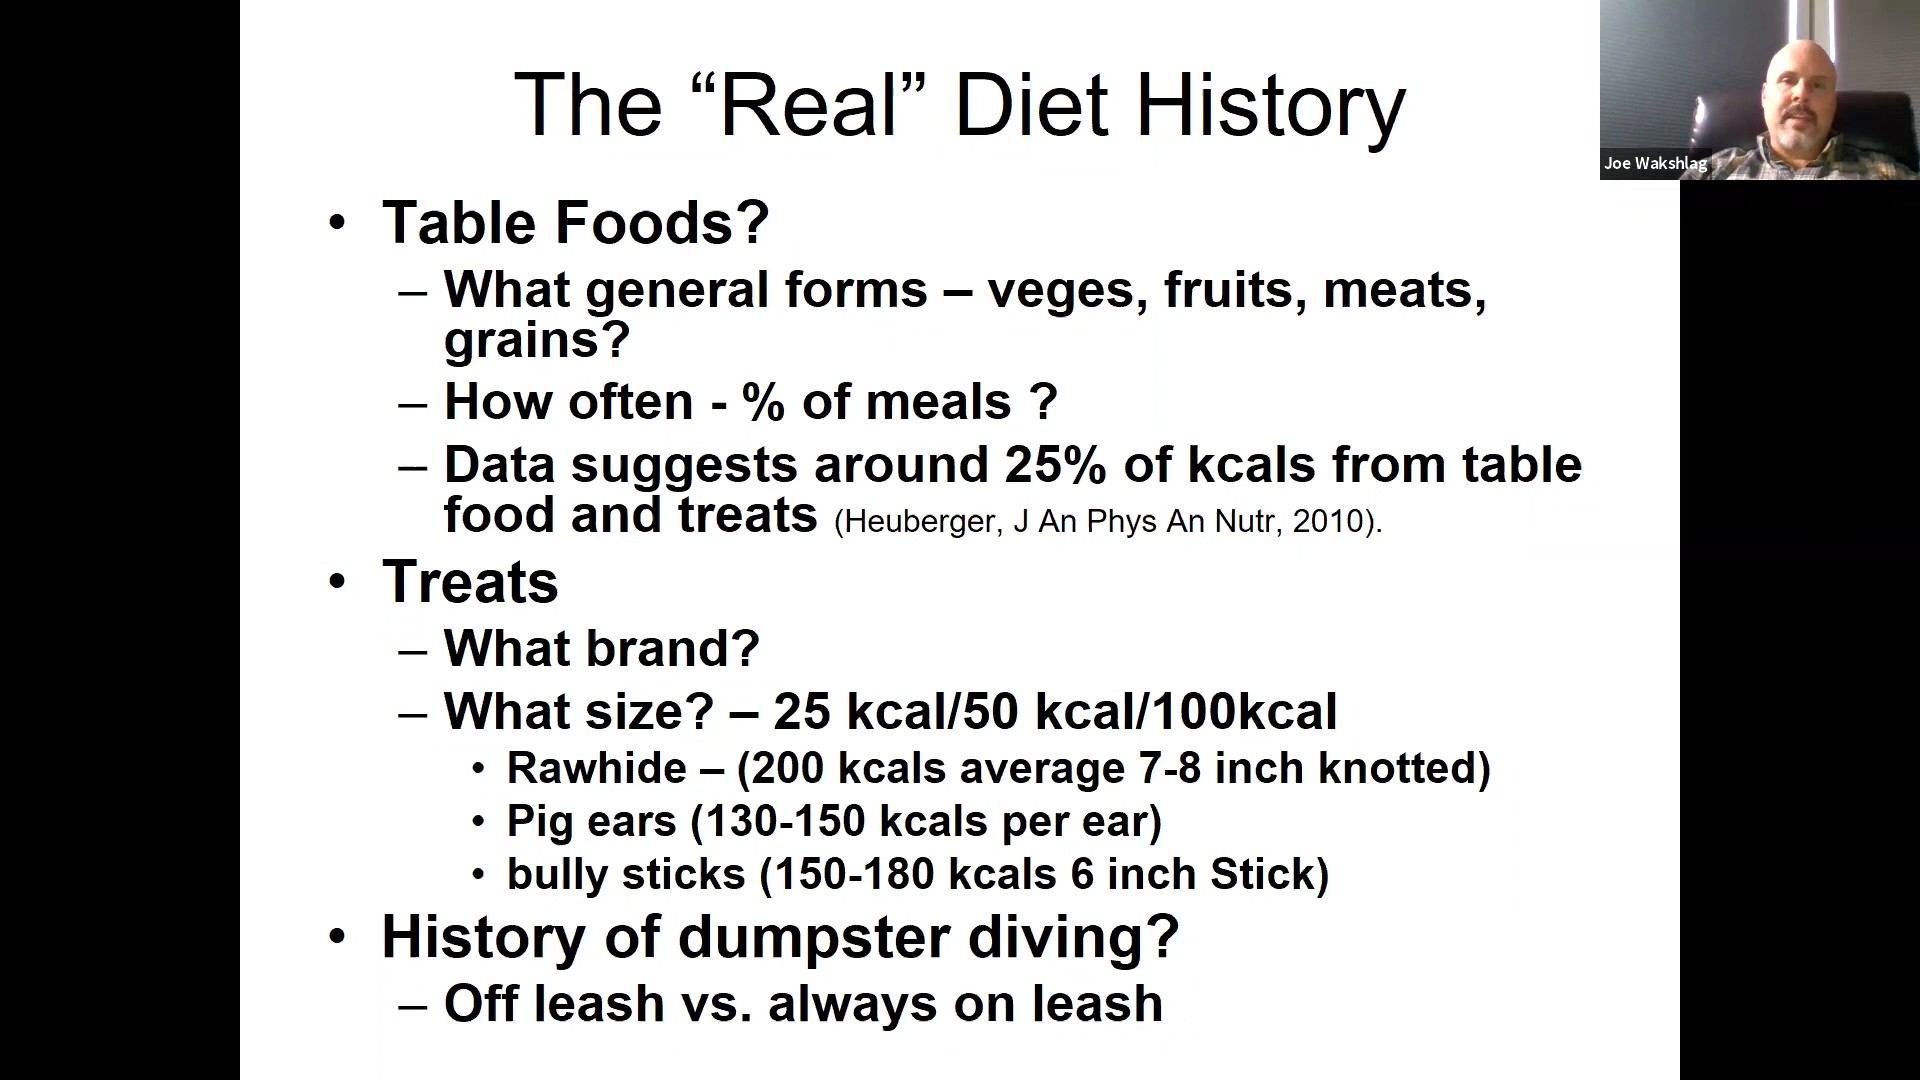 The “Real” Diet History
Joe Wakshlag
• Table Foods?
– What general forms – veges, fruits, meats,
grains?
– How often - % of meals ?
– Data suggests around 25% of kcals from table
food and treats (Heuberger, J An Phys An Nutr, 2010).
• Treats
– What brand?
– What size? – 25 kcal/50 kcal/100kcal
• Rawhide – (200 kcals average 7-8 inch knotted)
• Pig ears (130-150 kcals per ear)
• bully sticks (150-180 kcals 6 inch Stick)
• History of dumpster diving?
– Off leash vs. always on leash